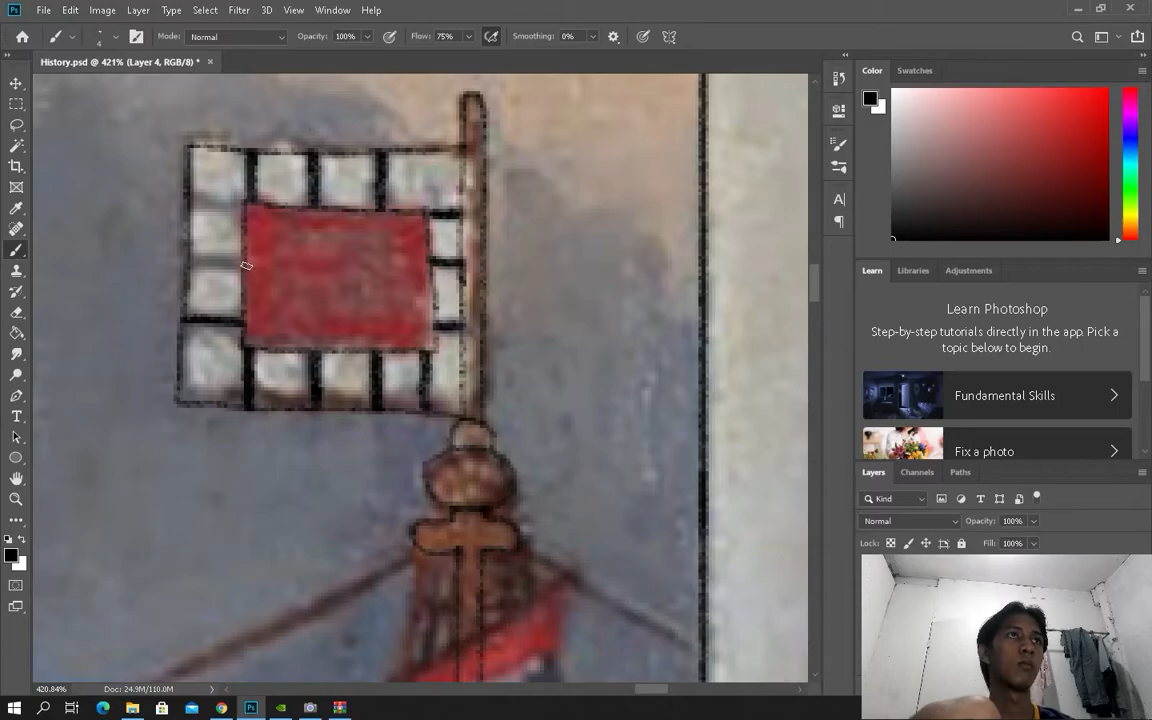 Ps File Edit Image Layer Type Select Filter 3D View Window Help
4 Mode: Normal Opacity: 100% Flow: 75% Smoothing: 0%
History.psd @ 421% (Layer 4, RGB/8) * ×
Color Swatches
Learn Libraries Adjustments
Learn Photoshop
Step-by-step tutorials directly in the app. Pick a
topic below to begin.
Fundamental Skills
Fix a photo
Layers Channels Paths
Kind
Normal Opacity: 100%
Lock: Fill: 100%
420.84% Doc: 24.9M/110.0M